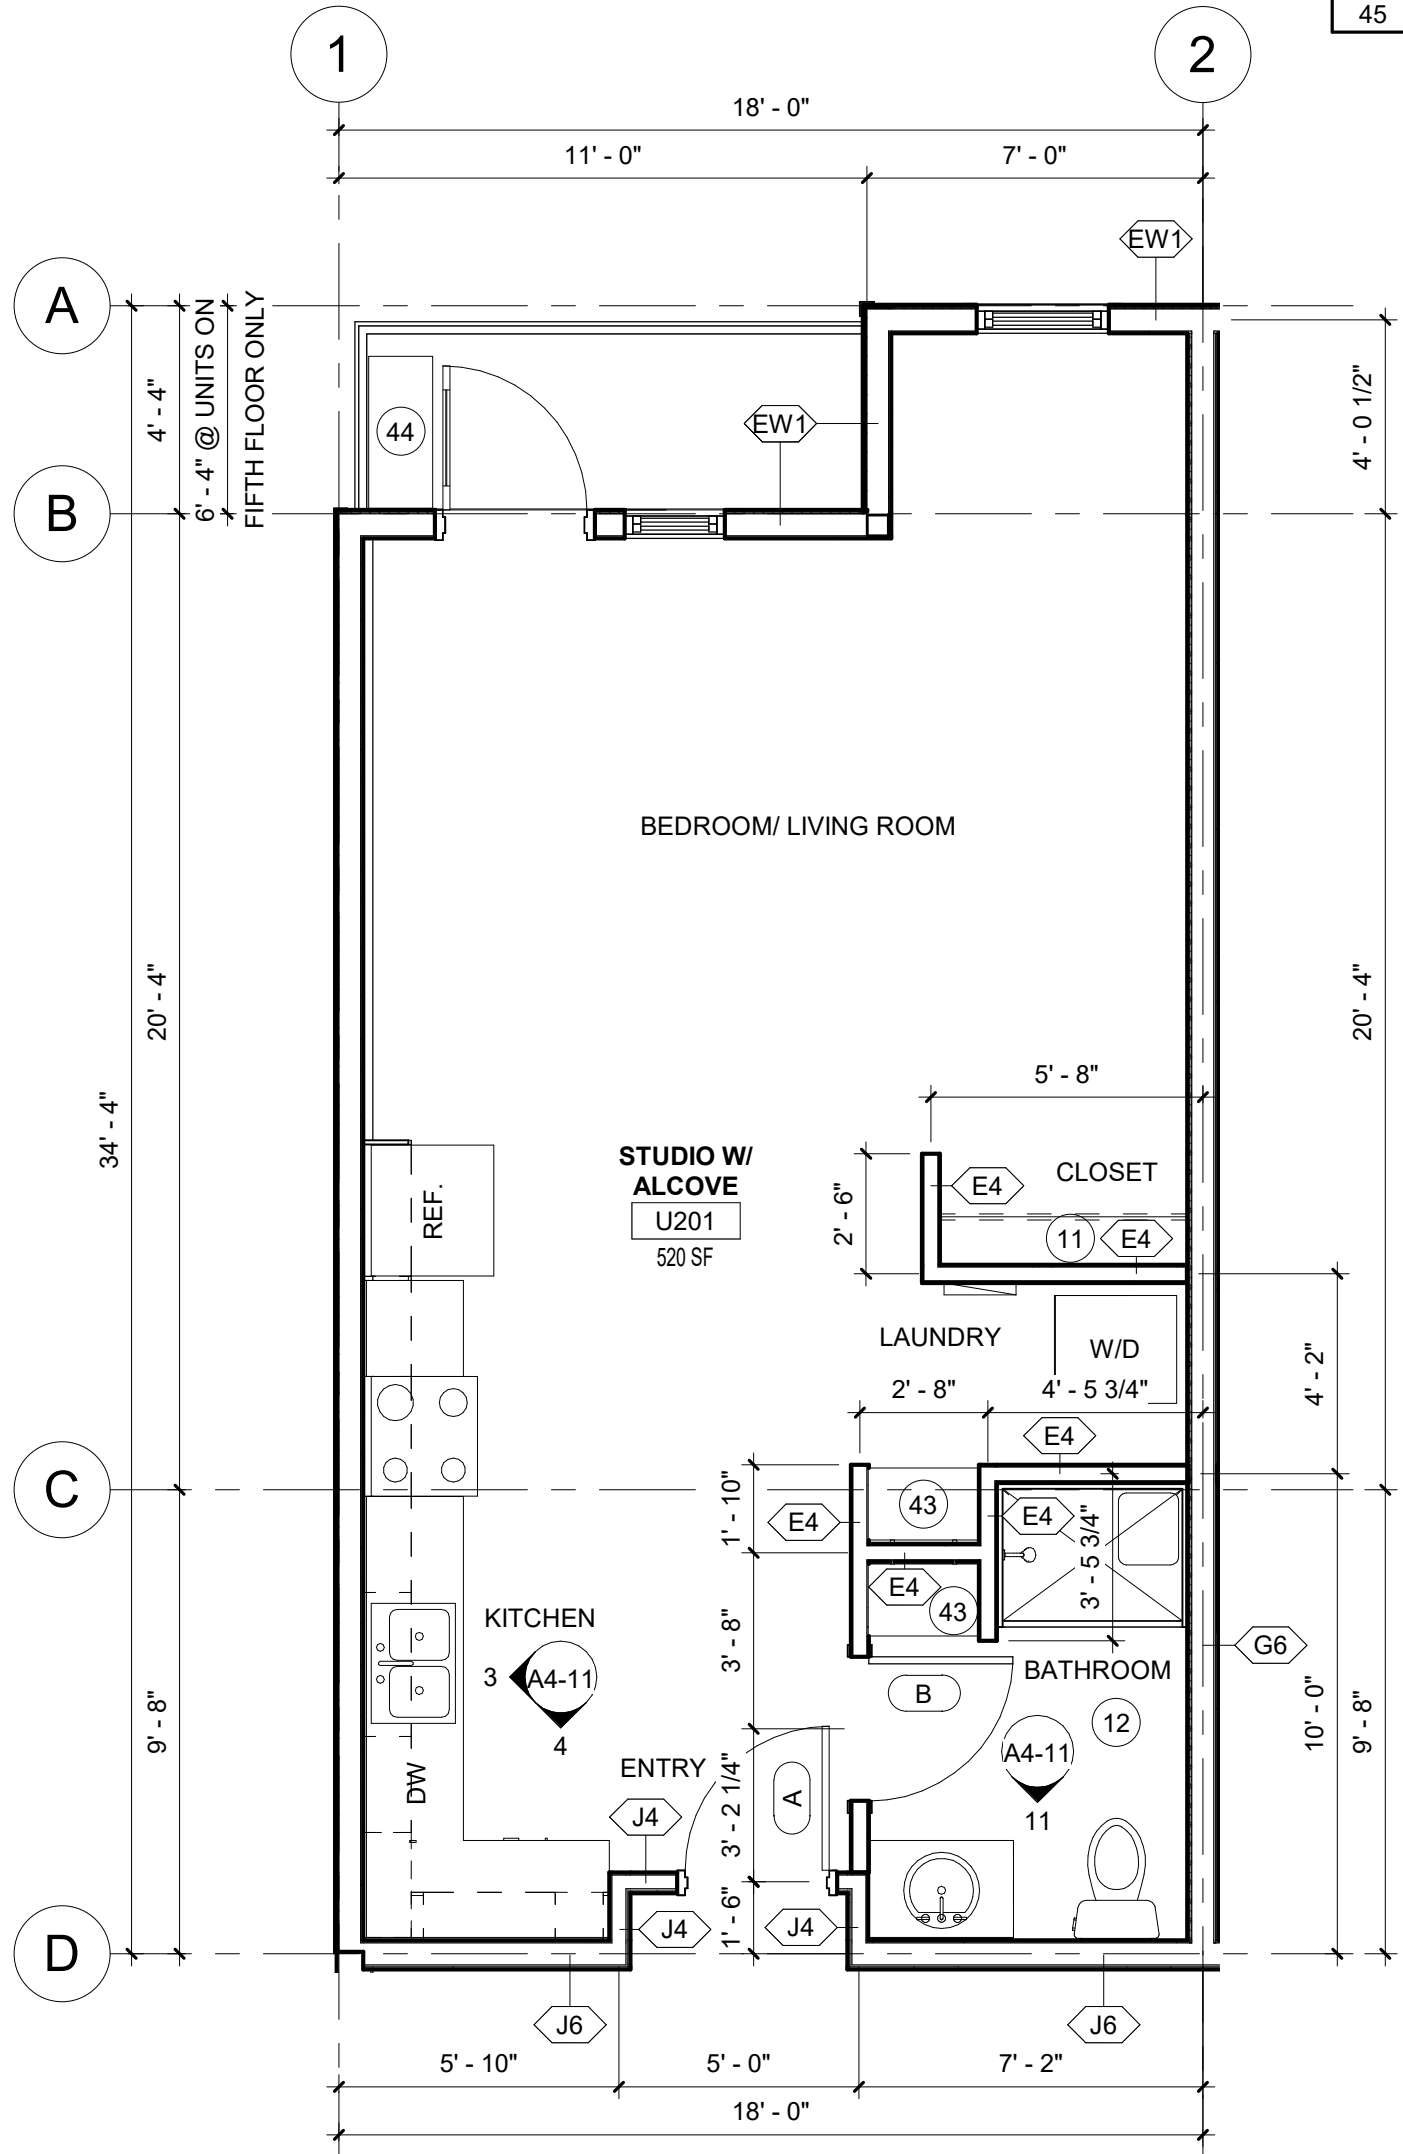 45
1
2
18' - 0"
11' - 0"
7' - 0"
EW1
A
4' - 4"
6' - 4" @ UNITS ON
FIFTH FLOOR ONLY
4' - 0 1/2"
44
EW1
B
BEDROOM/ LIVING ROOM
20' - 4"
20' - 4"
34' - 4"
5' - 8"
STUDIO W/
ALCOVE
U201
520 SF
REF.
2' - 6"
E4
CLOSET
11
E4
LAUNDRY
W/D
2' - 8"
4' - 5 3/4"
4' - 2"
E4
C
1' - 10"
E4
43
E4
3' - 5 3/4"
E4
43
KITCHEN
3
A4-11
4
3' - 8"
BATHROOM
G6
B
12
A4-11
11
9' - 8"
10' - 0"
9' - 8"
DW
ENTRY
A
3' - 2 1/4"
J4
J4
1' - 6"
J4
D
J6
J6
5' - 10"
5' - 0"
7' - 2"
18' - 0"